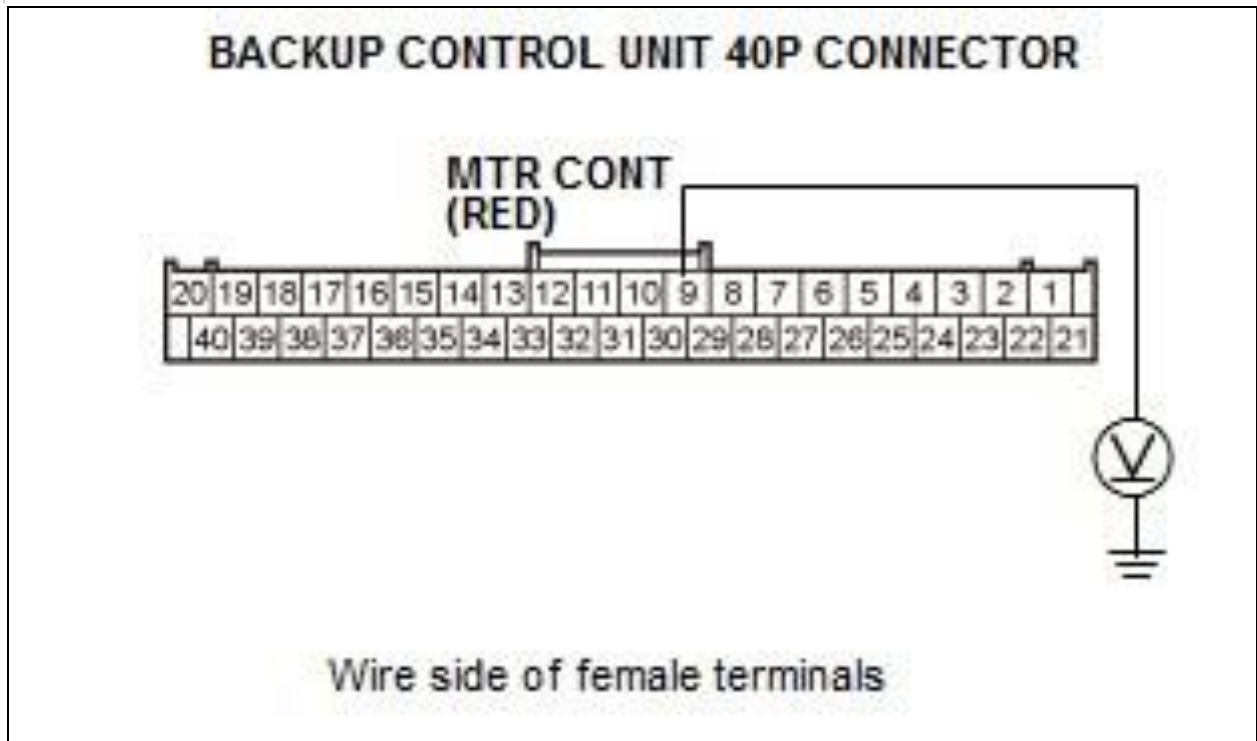 BACKUP CONTROL UNIT 40P CONNECTOR
MTR CONT
(RED)
20 19 18 17 16 15 14 13 12 11 10 9 8 7 6 5 4 3 2 1
40 39 38 37 36 35 34 33 32 31 30 29 28 27 26 25 24 23 22 21
V
Wire side of female terminals